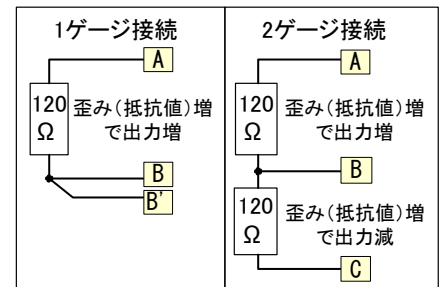 1ゲージ接続
A
120
Ω
歪み(抵抗値)増
で出力増
B
B'
2ゲージ接続
A
120
Ω
歪み(抵抗値)増
で出力増
B
120
Ω
歪み(抵抗値)増
で出力減
C